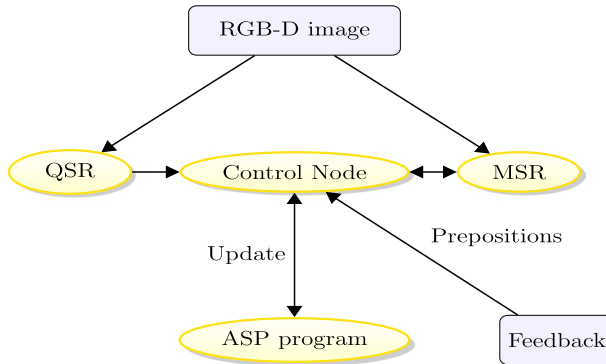 RGB-D image
QSR
Control Node
MSR
Prepositions
Update
ASP program
Feedback